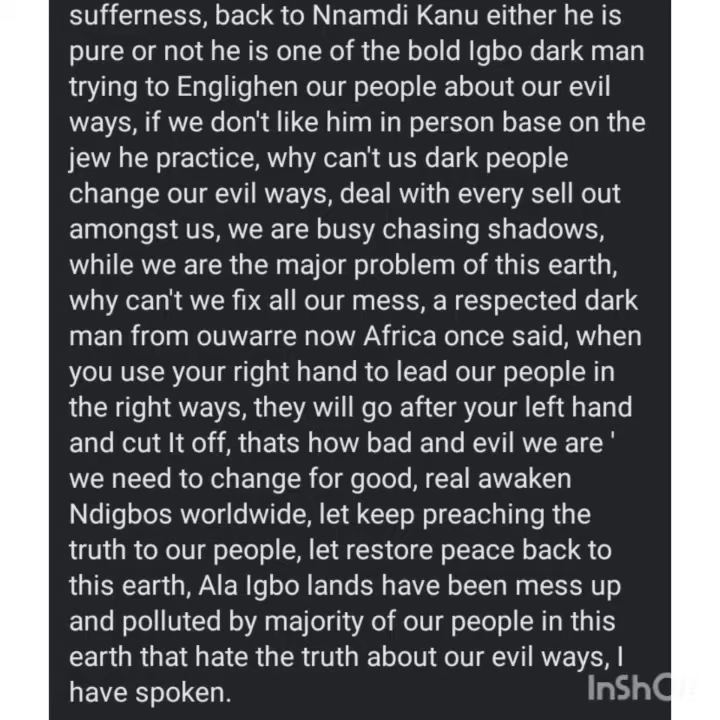 sufferness, back to Nnamdi Kanu either he is
pure or not he is one of the bold Igbo dark man
trying to Englighen our people about our evil
ways, if we don't like him in person base on the
jew he practice, why can't us dark people
change our evil ways, deal with every sell out
amongst us, we are busy chasing shadows,
while we are the major problem of this earth,
why can't we fix all our mess, a respected dark
man from ouwarre now Africa once said, when
you use your right hand to lead our people in
the right ways, they will go after your left hand
and cut It off, thats how bad and evil we are '
we need to change for good, real awaken
Ndigbos worldwide, let keep preaching the
truth to our people, let restore peace back to
this earth, Ala Igbo lands have been mess up
and polluted by majority of our people in this
earth that hate the truth about our evil ways, I
have spoken.